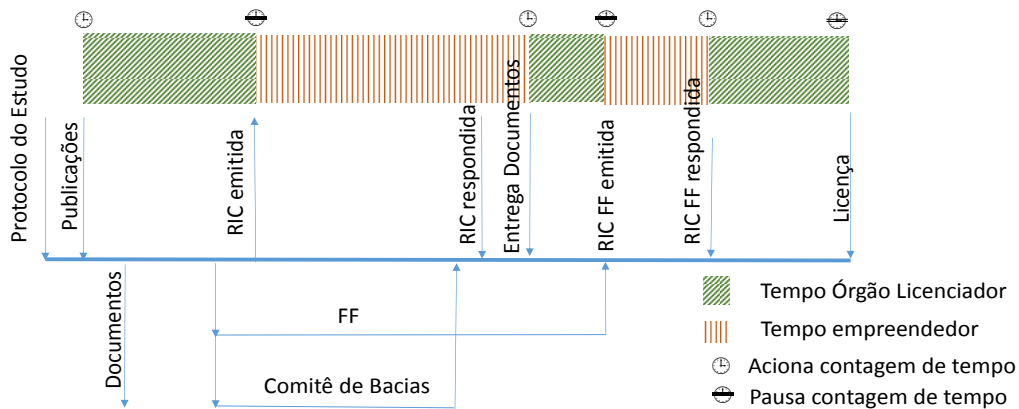 Protocolo do Estudo
Publicações
RIC emitida
RIC respondida
Entrega Documentos
RIC FF emitida
RIC FF respondida
Licença
Documentos
FF
Comitê de Bacias
Tempo Órgão Licenciador
Tempo empreendedor
Aciona contagem de tempo
Pausa contagem de tempo